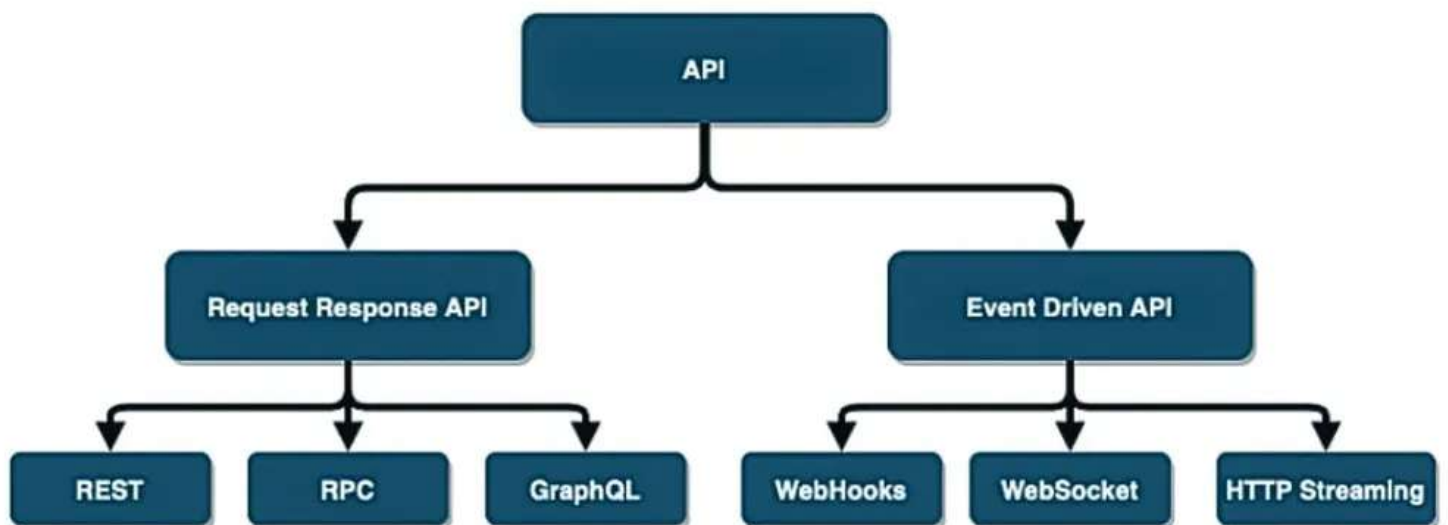 API
Request Response API
Event Driven API
REST
RPC
GraphQL
WebHooks
WebSocket
HTTP Streaming